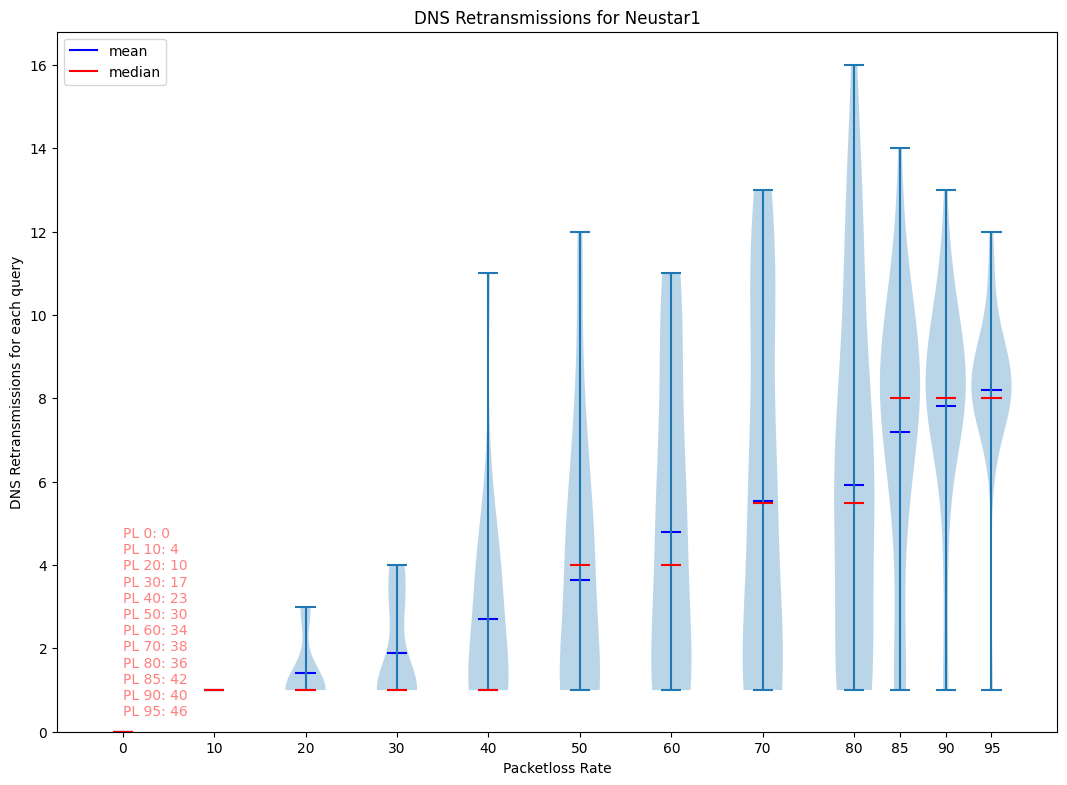 DNS Retransmissions for Neustar1
mean
median
DNS Retransmissions for each query
16
14
12
10
8
6
4
2
0
PL 0: 0
PL 10: 4
PL 20: 10
PL 30: 17
PL 40: 23
PL 50: 30
PL 60: 34
PL 70: 38
PL 80: 36
PL 85: 42
PL 90: 40
PL 95: 46
0 10 20 30 40 50 60 70 80 85 90 95
Packetloss Rate